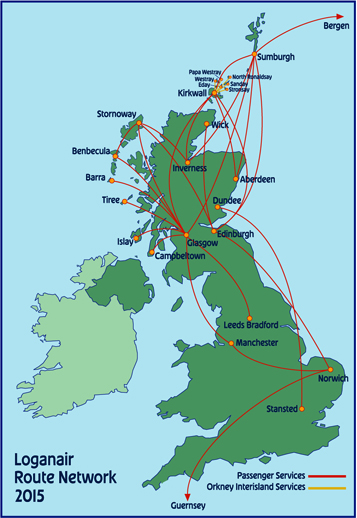 Bergen
Sumburgh
Papa Westray
Westray
North Ronaldsay
Eday
Sanday
Stronsay
Kirkwall
Stornoway
Wick
Benbecula
Inverness
Barra
Aberdeen
Tiree
Dundee
Edinburgh
Islay
Glasgow
Campbeltown
Leeds Bradford
Manchester
Norwich
Stansted
Loganair
Route Network
2015
Passenger Services
Orkney Interisland Services
Guernsey